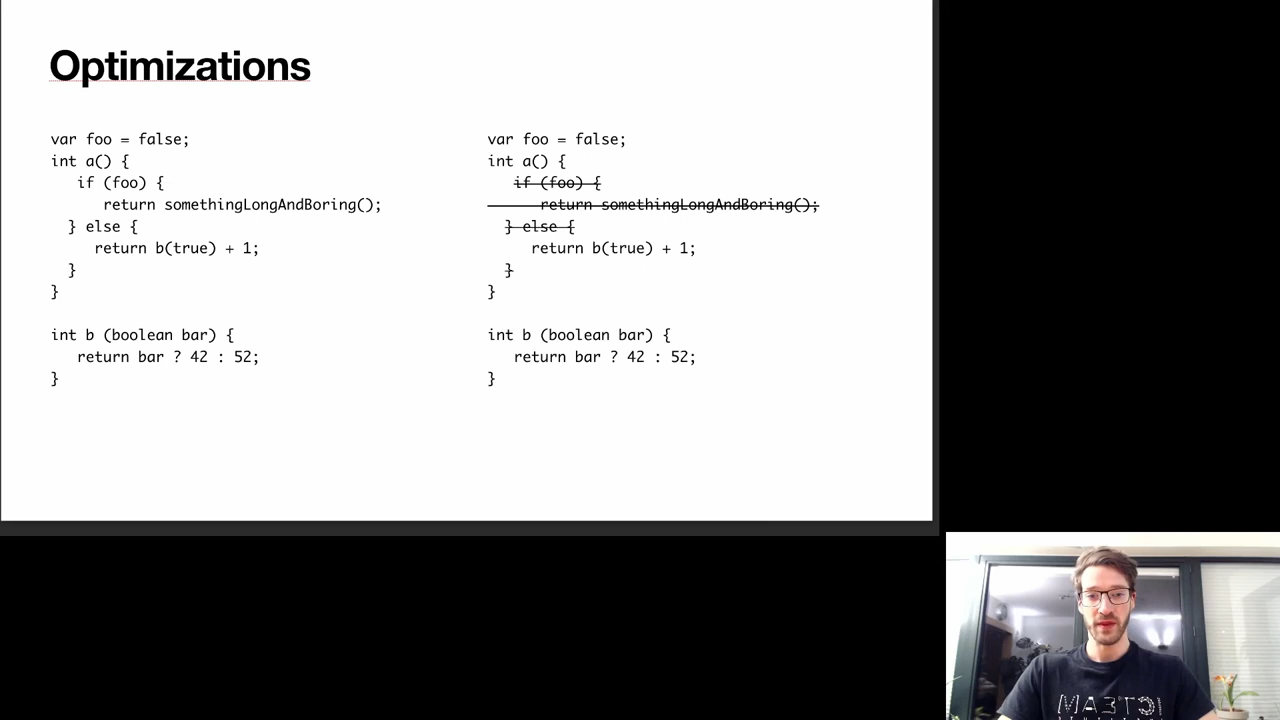 Optimizations
var foo = false;
int a() {
if (foo) {
return somethingLongAndBoring();
} else {
return b(true) + 1;
}
}
int b (boolean bar) {
return bar ? 42 : 52;
}
var foo = false;
int a() {
if (foo) {
return somethingLongAndBoring();
} else {
return b(true) + 1;
}
}
int b (boolean bar) {
return bar ? 42 : 52;
}